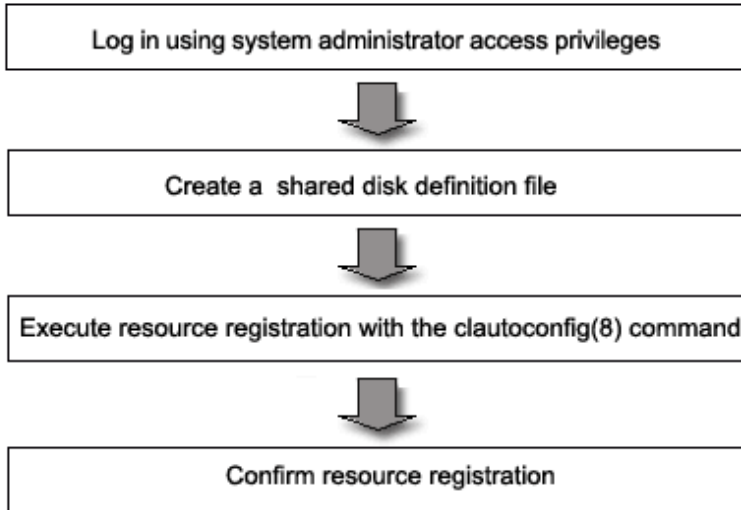 Log in using system administrator access privileges
Create a shared disk definition file
Execute resource registration with the clautoconfig(8) command
Confirm resource registration